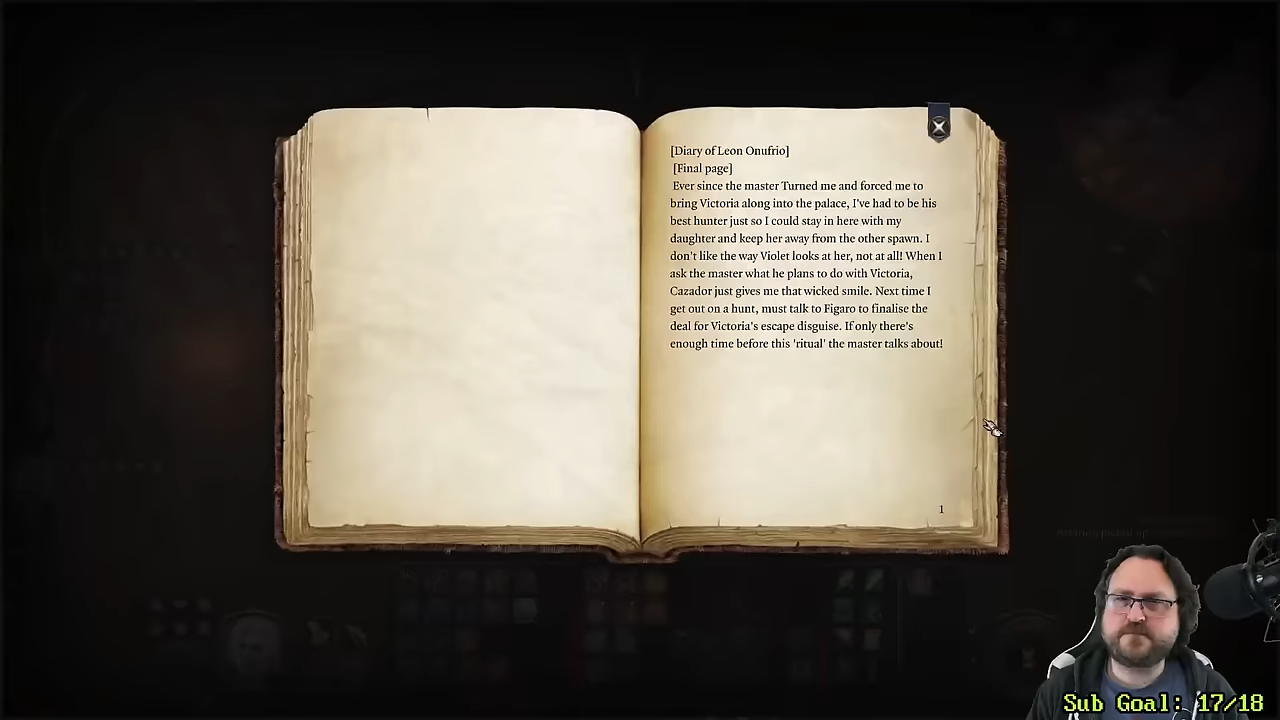 [Diary of Leon Onufrio]
[Final page]
Ever since the master Turned me and forced me to
bring Victoria along into the palace, I've had to be his
best hunter just so I could stay in here with my
daughter and keep her away from the other spawn. I
don't like the way Violet looks at her, not at all! When I
ask the master what he plans to do with Victoria,
Cazador just gives me that wicked smile. Next time I
get out on a hunt, must talk to Figaro to finalise the
deal for Victoria's escape disguise. If only there's
enough time before this 'ritual' the master talks about!
1
Sub Goal: 17/18